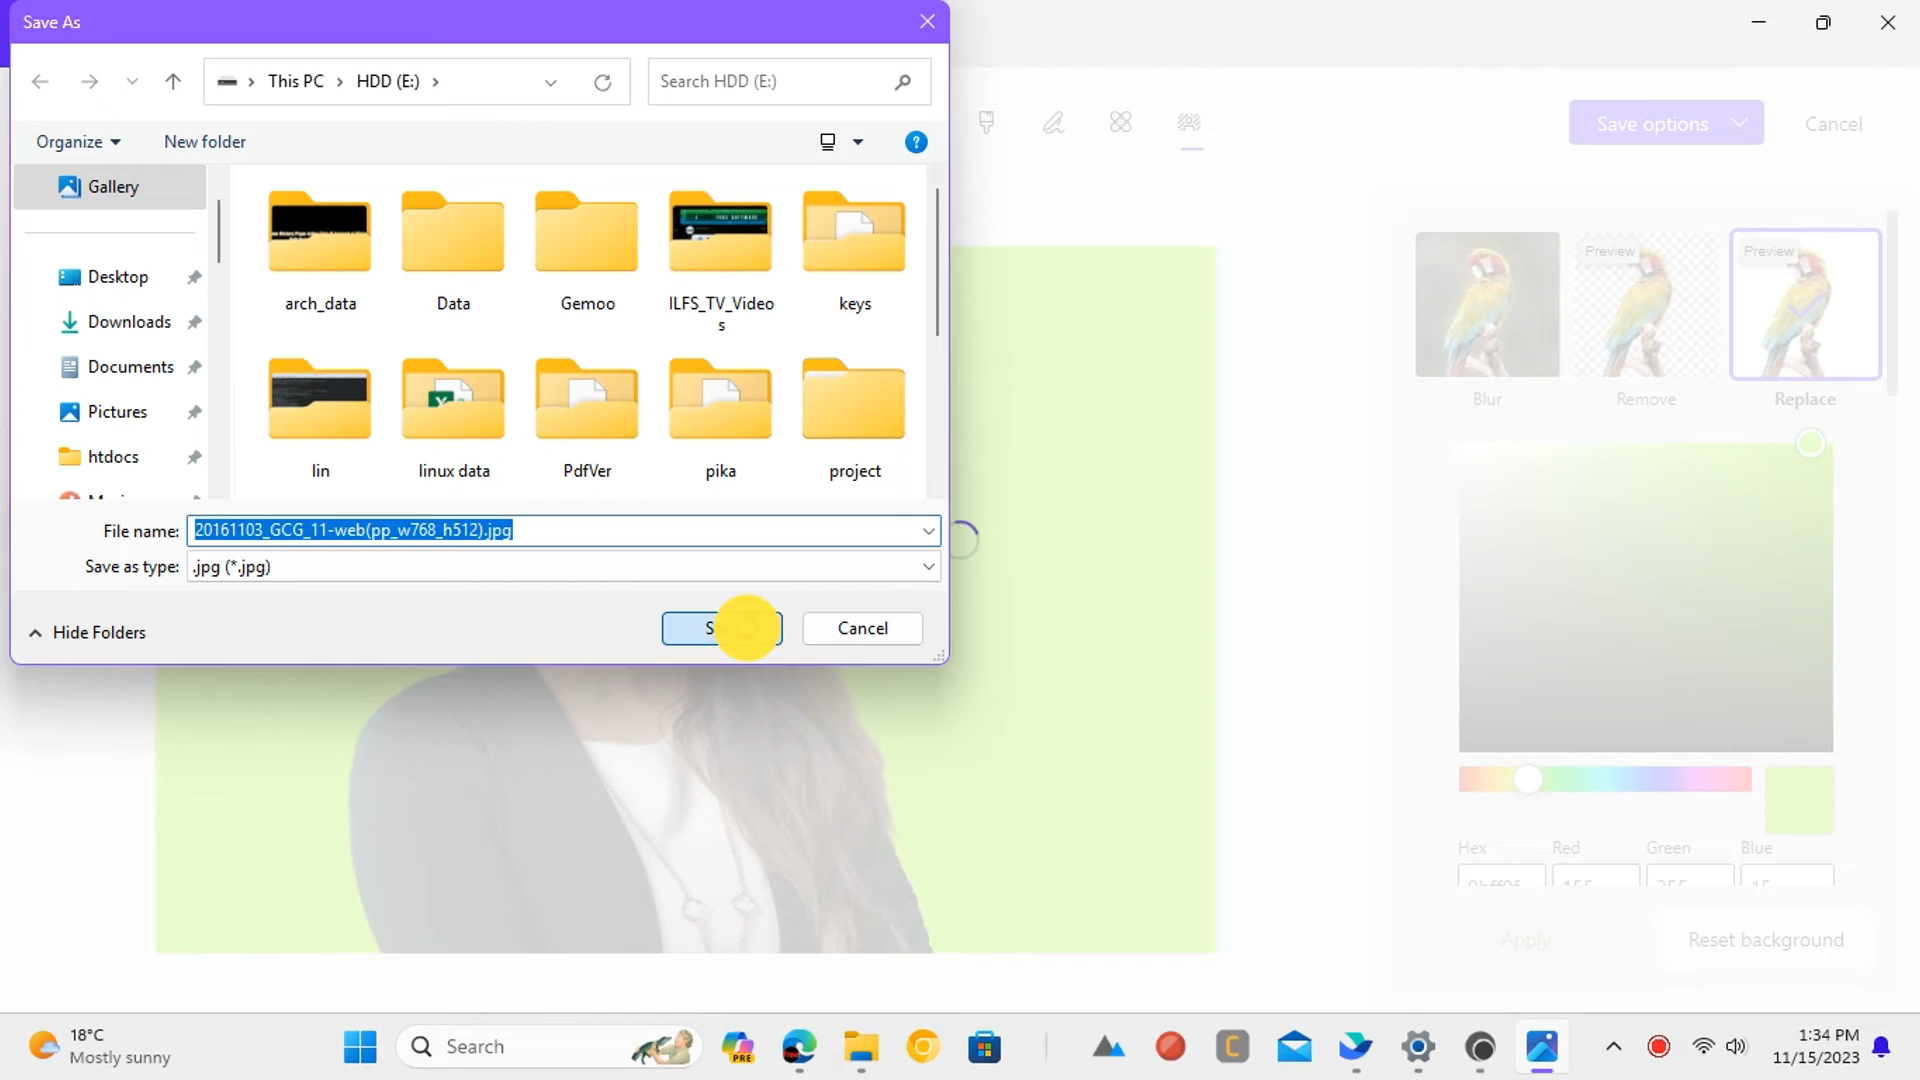 Save As
This PC
HDD (E:)
Search HDD (E:)
Organize
New folder
Save options
Cancel
Gallery
Desktop
Downloads
Documents
Pictures
htdocs
arch_data
Data
Gemoo
ILFS_TV_Video
s
keys
lin
linux data
PdfVer
pika
project
Preview
Preview
Blur
Remove
Replace
File name:
20161103_GCG_11-web(pp_w768_h512).jpg
Save as type:
.jpg (*.jpg)
Hide Folders
Cancel
Hex
Red
Green
Blue
Apply
Reset background
18°C
Mostly sunny
Search
PRE
C
1:34 PM
11/15/2023